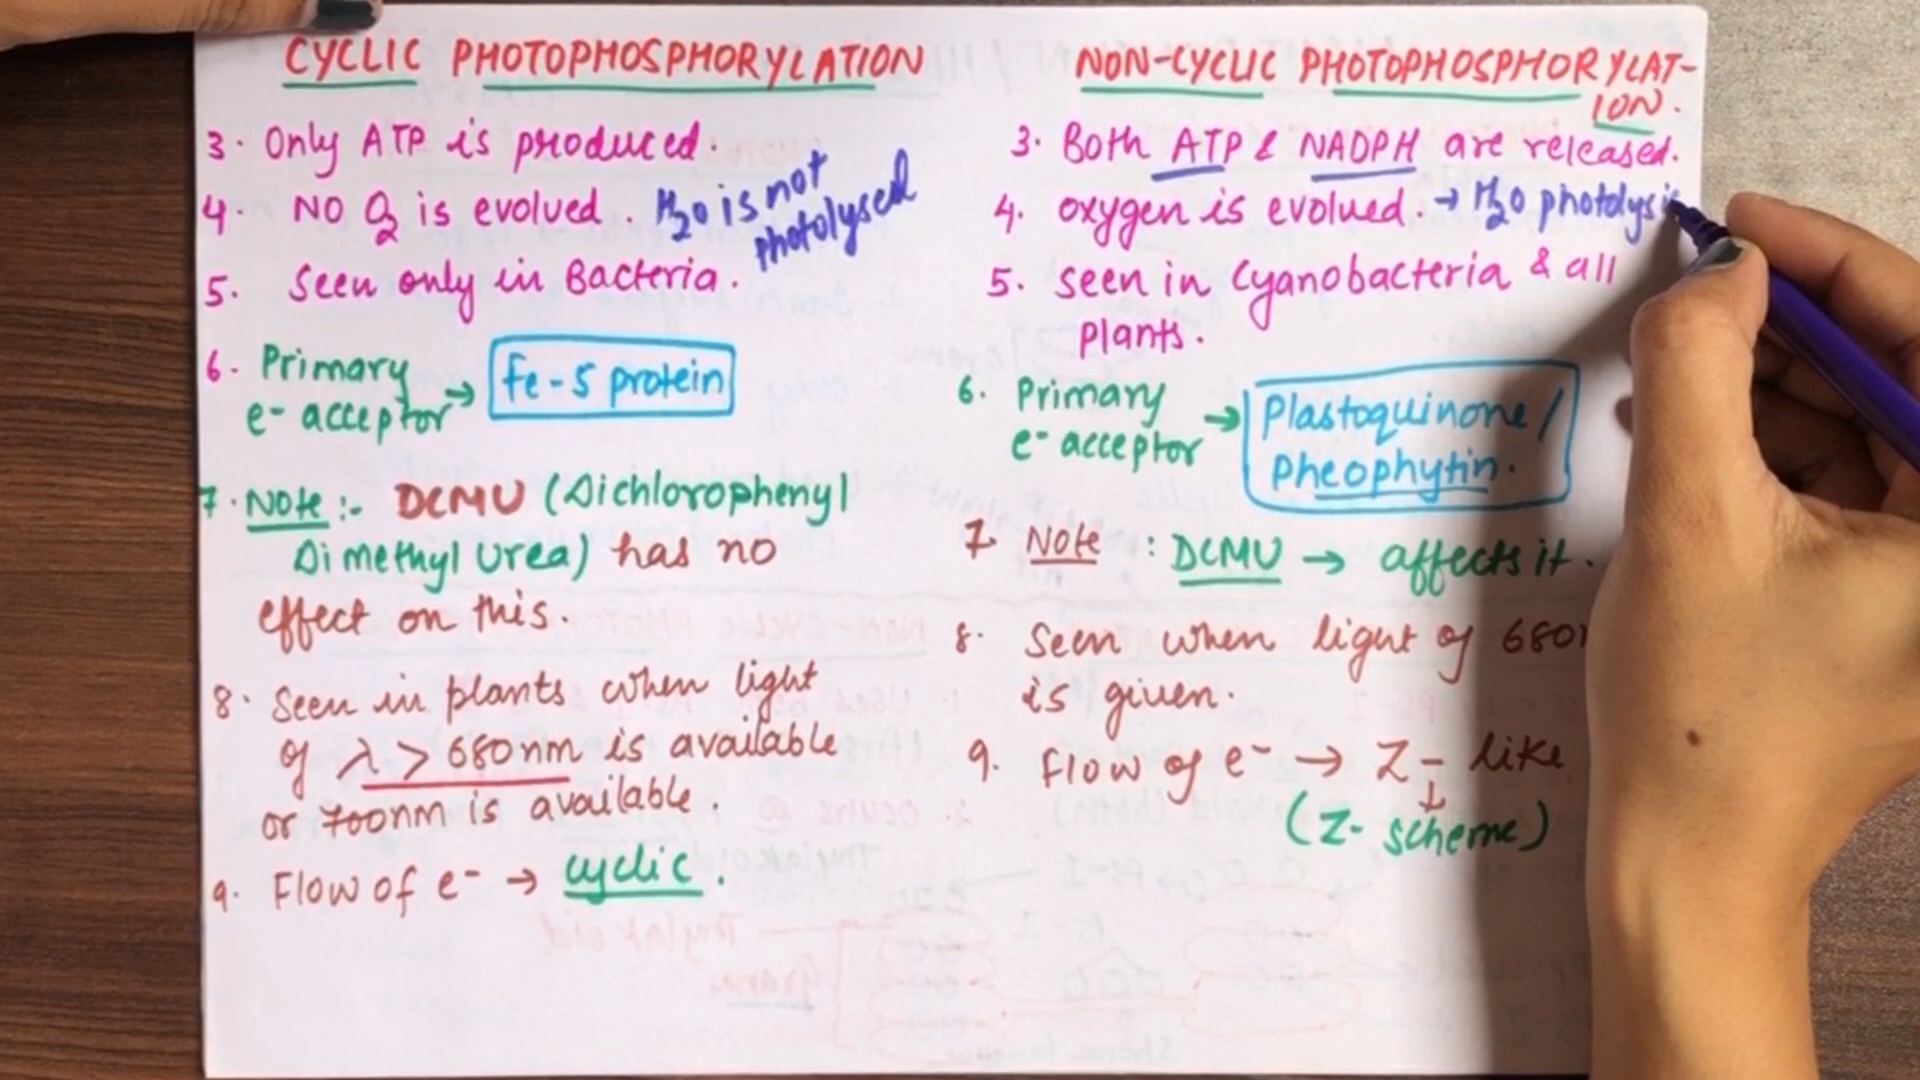 CYCLIC PHOTOPHOSPHORYLATION
3. Only ATP is produced.
4. NO O2 is evolved. H2O is not
photolysed
5. Seen only in Bacteria.
6. Primary
e- acceptor → Fe-S protein
7. Note :- DCMU (Dichlorophenyl
Dimethyl Urea) has no
effect on this.
8. Seen in plants when light
of λ > 680nm is available
or 700nm is available.
9. Flow of e- → cyclic.
NON-CYCLIC PHOTOPHOSPHORYLAT-
ION.
3. Both ATP & NADPH are released.
4. oxygen is evolved. → H2O photolysi
5. seen in Cyanobacteria & all
plants.
6. Primary
e- acceptor → Plastoquinone /
Pheophytin.
7. Note : DCMU → affects it.
8. Seen when light of 680
is given.
9. Flow of e- → Z - like
↓
(Z- scheme)